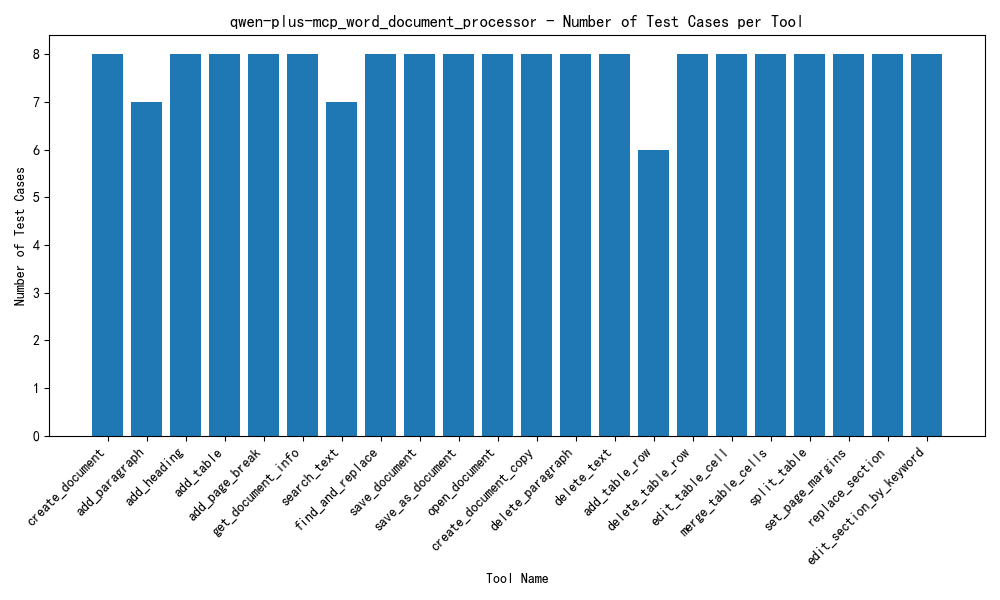 qwen-plus-mcp_word_document_processor - Number of Test Cases per Tool
Number of Test Cases
8
7
6
5
4
3
2
1
0
create_document
add_paragraph
add_heading
add_table
add_page_break
get_document_info
search_text
find_and_replace
save_document
save_as_document
open_document
create_document_copy
delete_paragraph
delete_text
add_table_row
delete_table_row
edit_table_cell
merge_table_cells
split_table
set_page_margins
replace_section
edit_section_by_keyword
Tool Name